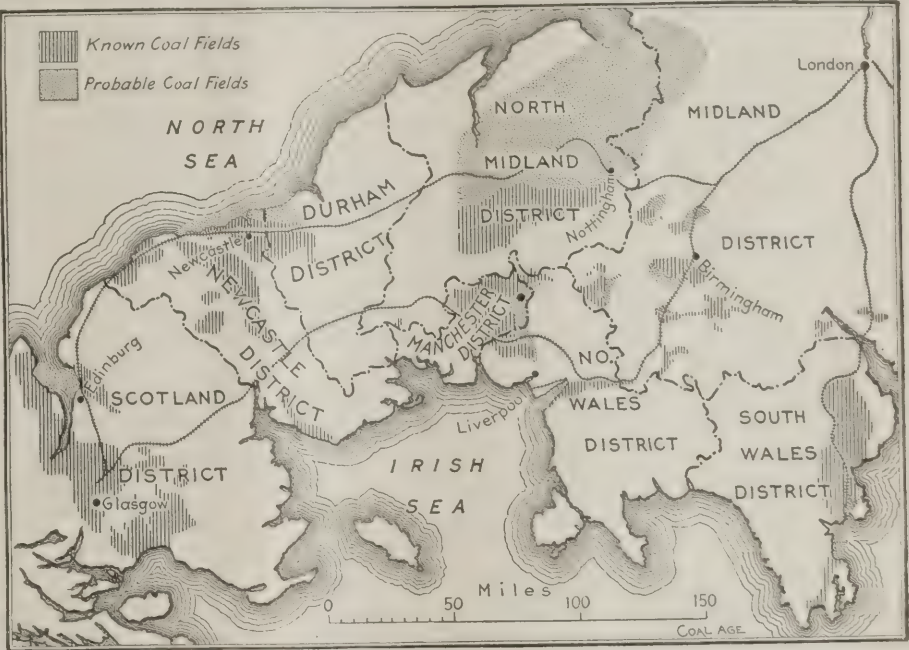 Known Coal Fields
Probable Coal Fields
NORTH
SEA
London
NORTH
MIDLAND
DISTRICT
MIDLAND
DISTRICT
DURHAM
DISTRICT
Nottingham
Newcastle
NEWCASTLE
DISTRICT
Birmingham
MANCHESTER
DISTRICT
Edinburg
SCOTLAND
DISTRICT
Glasgow
Liverpool
NO.
WALES
DISTRICT
SOUTH
WALES
DISTRICT
IRISH
SEA
Miles
0 50 100 150
COAL AGE